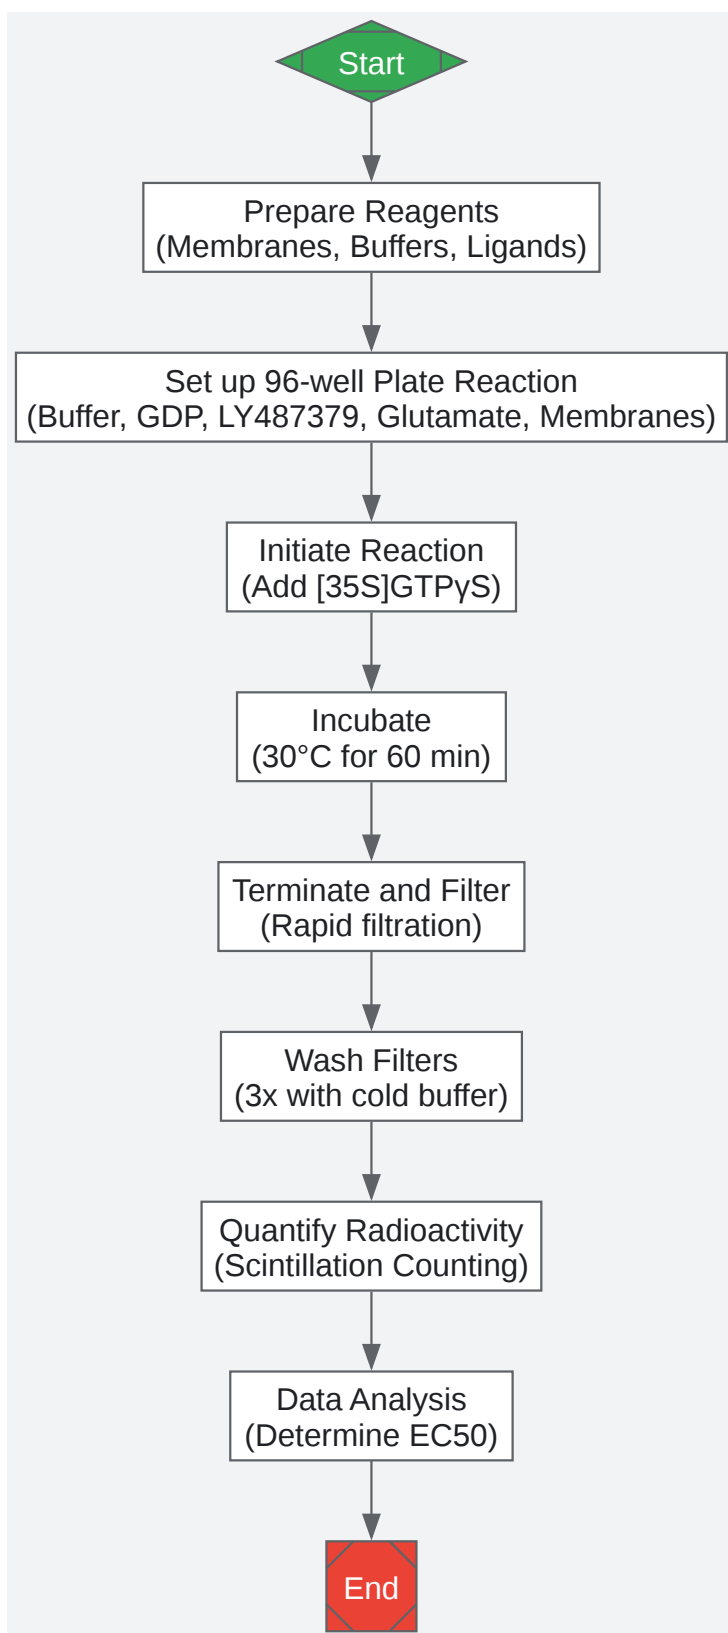 Start
Prepare Reagents
(Membranes, Buffers, Ligands)
Set up 96-well Plate Reaction
(Buffer, GDP, LY487379, Glutamate, Membranes)
Initiate Reaction
(Add [35S]GTPγS)
Incubate
(30°C for 60 min)
Terminate and Filter
(Rapid filtration)
Wash Filters
(3x with cold buffer)
Quantify Radioactivity
(Scintillation Counting)
Data Analysis
(Determine EC50)
End